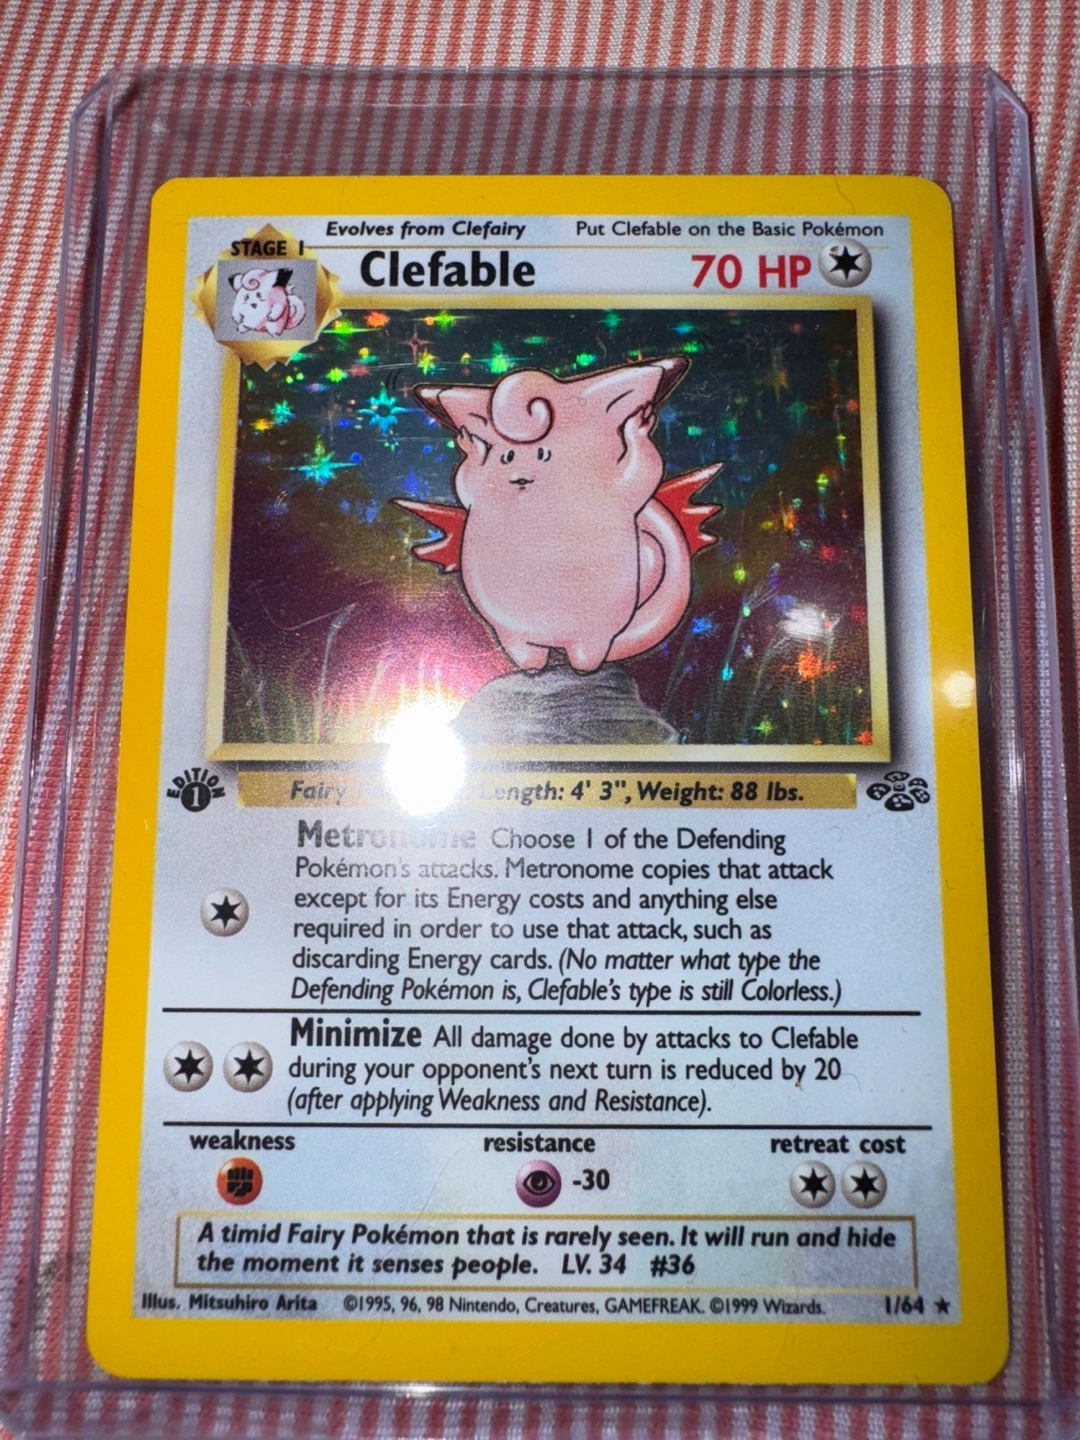 Evolves from Clefairy Put Clefable on the Basic Pokémon
STAGE 1
Clefable 70 HP
EDITION
1
Fairy Length: 4' 3", Weight: 88 lbs.
Metronome Choose 1 of the Defending
Pokémon's attacks. Metronome copies that attack
except for its Energy costs and anything else
required in order to use that attack, such as
discarding Energy cards. (No matter what type the
Defending Pokémon is, Clefable's type is still Colorless.)
Minimize All damage done by attacks to Clefable
during your opponent's next turn is reduced by 20
(after applying Weakness and Resistance).
weakness resistance retreat cost
-30
A timid Fairy Pokémon that is rarely seen. It will run and hide
the moment it senses people. LV. 34 #36
Illus. Mitsuhiro Arita ©1995, 96, 98 Nintendo, Creatures, GAMEFREAK. ©1999 Wizards. 1/64 ★